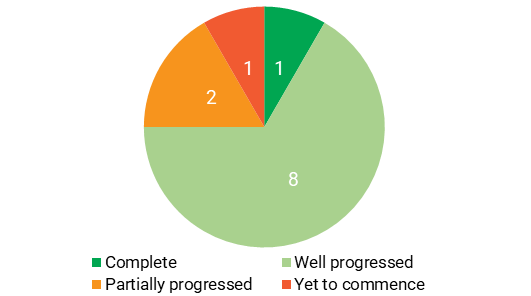 1 1
2
8
Complete Well progressed
Partially progressed Yet to commence